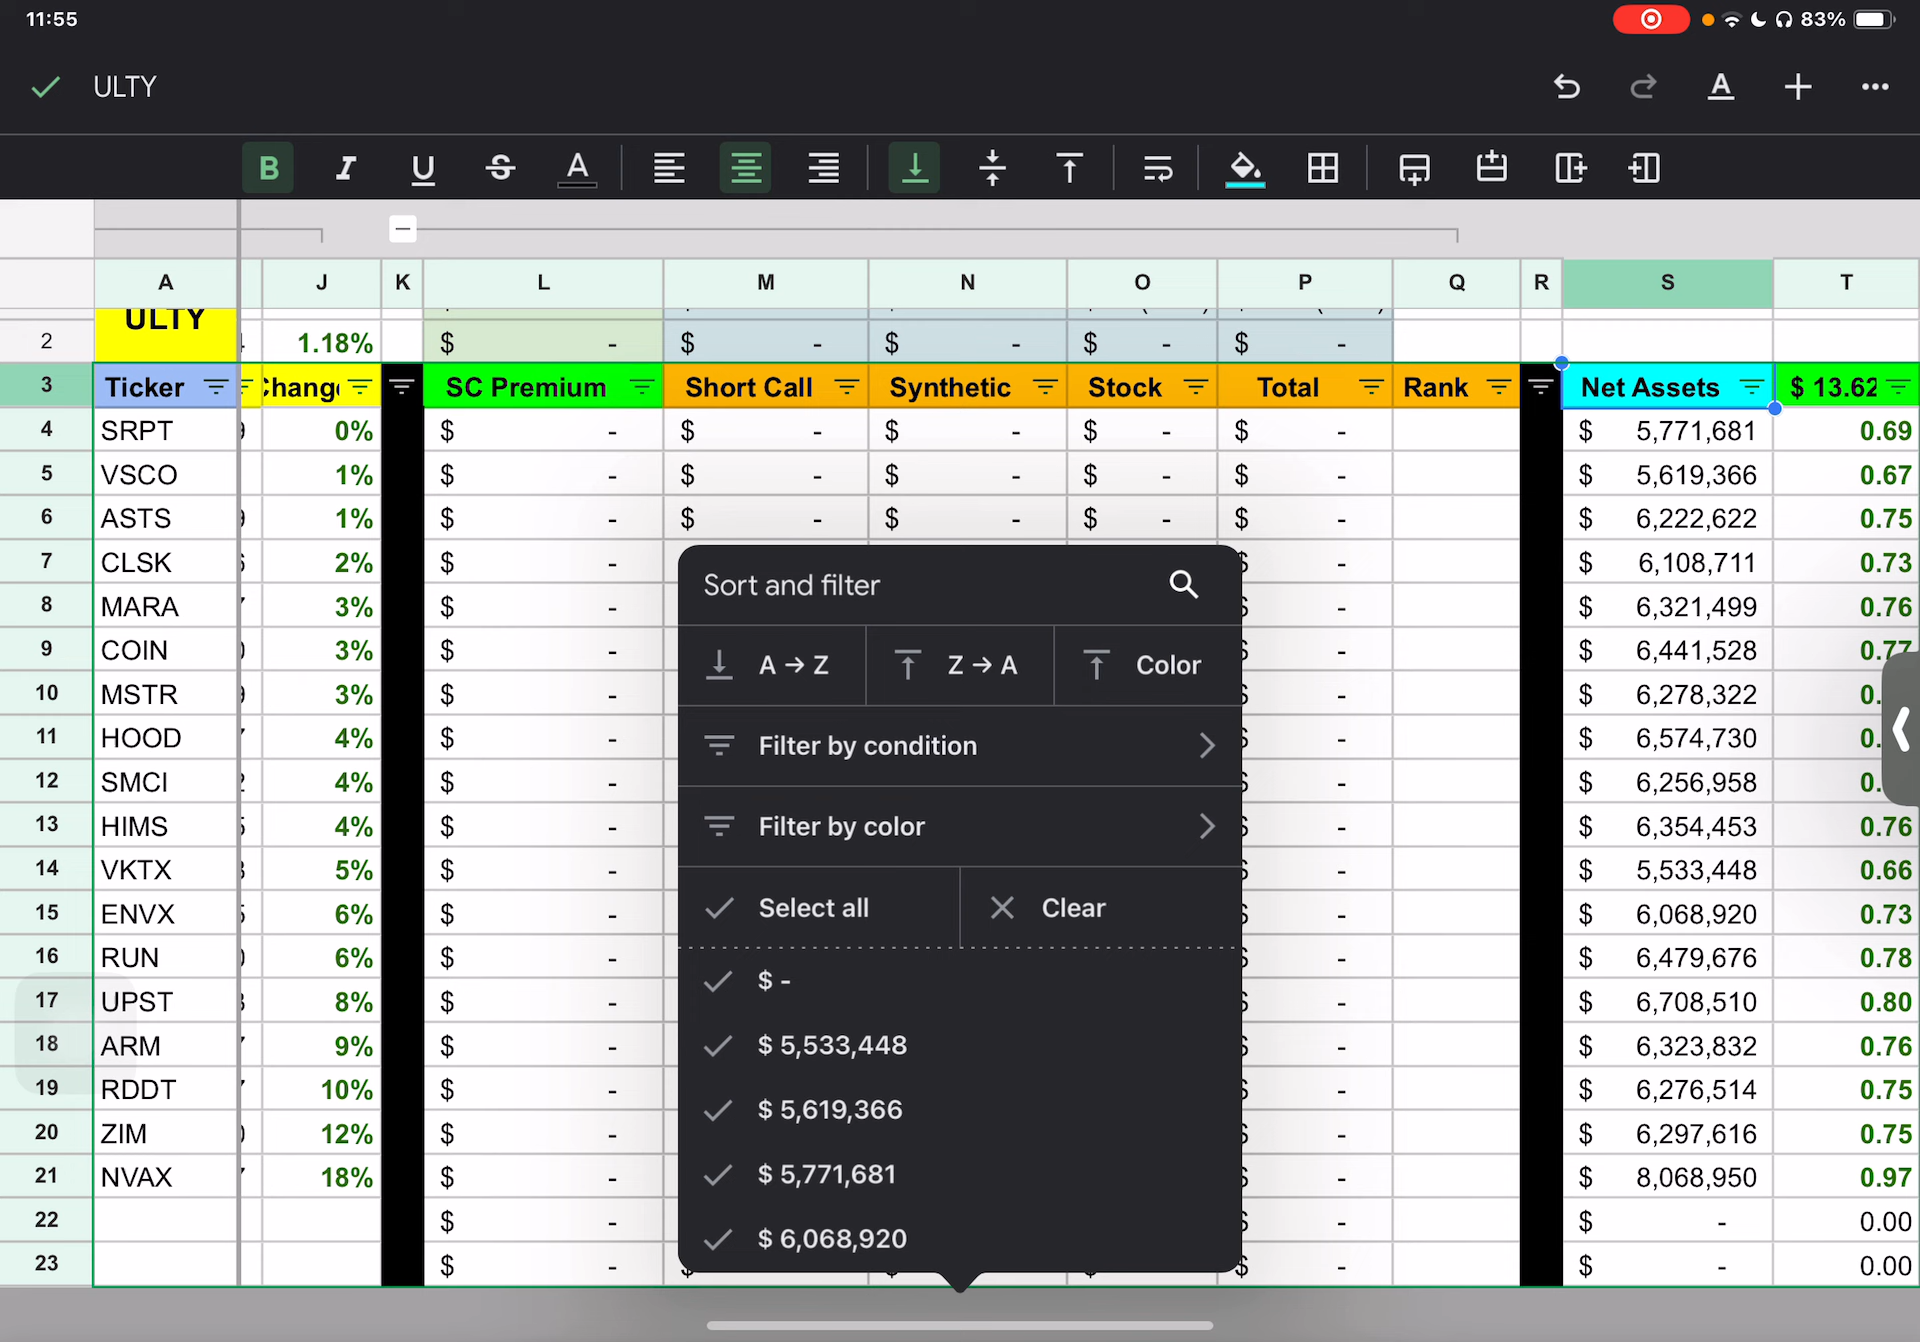 11:55
83%
ULTY
B I U S A
A J K L M N O P Q R S T
ULTY
2 1.18% $ - $ - $ - $ - $ -
3 Ticker Change SC Premium Short Call Synthetic Stock Total Rank Net Assets $ 13.62
4 SRPT 0% $ - $ - $ - $ - $ - $ 5,771,681 0.69
5 VSCO 1% $ - $ - $ - $ - $ - $ 5,619,366 0.67
6 ASTS 1% $ - $ - $ - $ - $ - $ 6,222,622 0.75
7 CLSK 2% $ - - $ 6,108,711 0.73
8 MARA 3% $ - - $ 6,321,499 0.76
9 COIN 3% $ - - $ 6,441,528 0.77
10 MSTR 3% $ - - $ 6,278,322 0.
11 HOOD 4% $ - - $ 6,574,730 0.
12 SMCI 4% $ - - $ 6,256,958 0.
13 HIMS 4% $ - - $ 6,354,453 0.76
14 VKTX 5% $ - - $ 5,533,448 0.66
15 ENVX 6% $ - - $ 6,068,920 0.73
16 RUN 6% $ - - $ 6,479,676 0.78
17 UPST 8% $ - - $ 6,708,510 0.80
18 ARM 9% $ - - $ 6,323,832 0.76
19 RDDT 10% $ - - $ 6,276,514 0.75
20 ZIM 12% $ - - $ 6,297,616 0.75
21 NVAX 18% $ - - $ 8,068,950 0.97
22 $ - - $ - 0.00
23 $ - - $ - 0.00
Sort and filter
A → Z Z → A Color
Filter by condition
Filter by color
Select all Clear
$ -
$ 5,533,448
$ 5,619,366
$ 5,771,681
$ 6,068,920